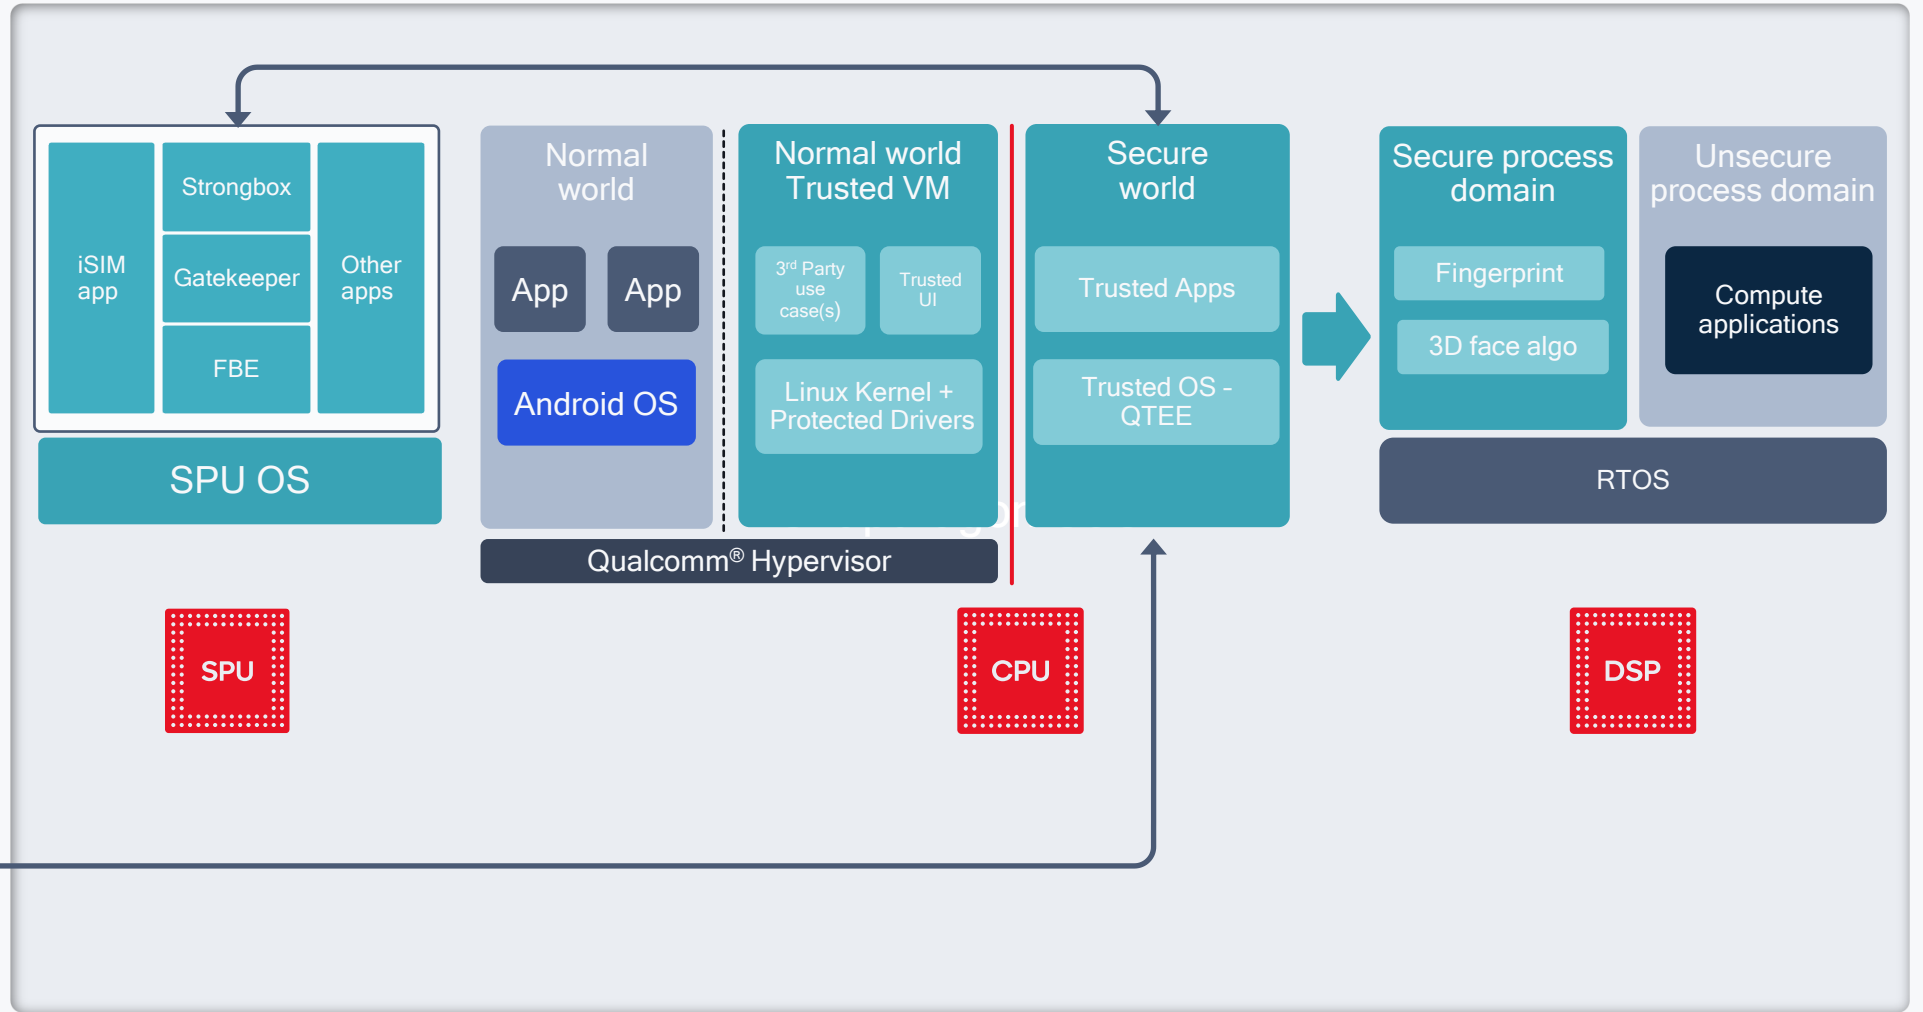 iSIM
app
Strongbox
Gatekeeper
FBE
Other
apps
SPU OS
Normal
world
App
App
Android OS
Normal world
Trusted VM
3rd Party
use
case(s)
Trusted
UI
Linux Kernel +
Protected Drivers
Qualcomm® Hypervisor
Secure
world
Trusted Apps
Trusted OS -
QTEE
Secure process
domain
Fingerprint
3D face algo
Unsecure
process domain
Compute
applications
RTOS
SPU
CPU
DSP